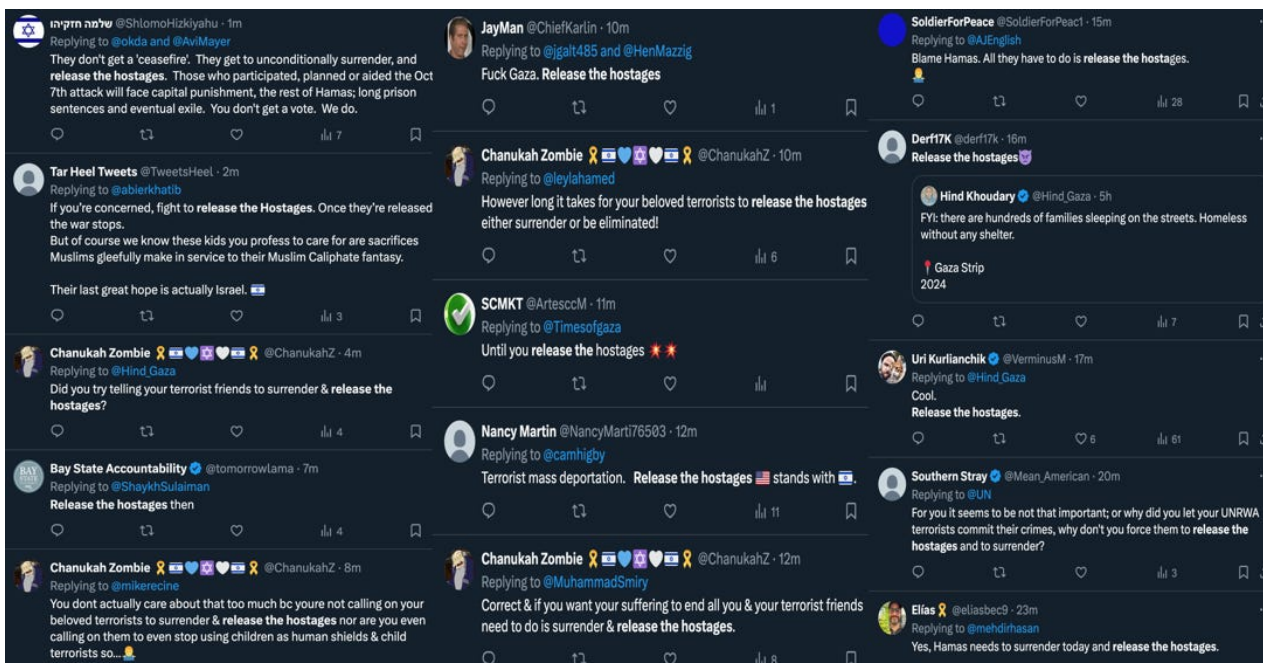 שלמה חזקיהו @ShlomoHizkiyahu · 1m
Replying to @okda and @AviMayer
They don't get a 'ceasefire'. They get to unconditionally surrender, and
release the hostages. Those who participated, planned or aided the Oct
7th attack will face capital punishment, the rest of Hamas; long prison
sentences and eventual exile. You don't get a vote. We do.
7
Tar Heel Tweets @TweetsHeel · 2m
Replying to @abierkhatib
If you're concerned, fight to release the Hostages. Once they're released
the war stops.
But of course we know these kids you profess to care for are sacrifices
Muslims gleefully make in service to their Muslim Caliphate fantasy.
Their last great hope is actually Israel. 🇮🇱
3
Chanukah Zombie 🎗️🇮🇱💙🔯🤍🇮🇱🎗️ @ChanukahZ · 4m
Replying to @Hind_Gaza
Did you try telling your terrorist friends to surrender & release the
hostages?
4
BAY STATE
Bay State Accountability @tomorrowlama · 7m
Replying to @ShaykhSulaiman
Release the hostages then
4
Chanukah Zombie 🎗️🇮🇱💙🔯🤍🇮🇱🎗️ @ChanukahZ · 8m
Replying to @mikerecine
You dont actually care about that too much bc youre not calling on your
beloved terrorists to surrender & release the hostages nor are you even
calling on them to even stop using children as human shields & child
terrorists so...🤷‍♂️
JayMan @ChiefKarlin · 10m
Replying to @jgalt485 and @HenMazzig
Fuck Gaza. Release the hostages
1
Chanukah Zombie 🎗️🇮🇱💙🔯🤍🇮🇱🎗️ @ChanukahZ · 10m
Replying to @leylahamed
However long it takes for your beloved terrorists to release the hostages
either surrender or be eliminated!
6
SCMKT @ArtesccM · 11m
Replying to @Timesofgaza
Until you release the hostages 💥💥
Nancy Martin @NancyMarti76503 · 12m
Replying to @camhigby
Terrorist mass deportation. Release the hostages 🇺🇸 stands with 🇮🇱.
11
Chanukah Zombie 🎗️🇮🇱💙🔯🤍🇮🇱🎗️ @ChanukahZ · 12m
Replying to @MuhammadSmiry
Correct & if you want your suffering to end all you & your terrorist friends
need to do is surrender & release the hostages.
8
SoldierForPeace @SoldierForPeac1 · 15m
Replying to @AJEnglish
Blame Hamas. All they have to do is release the hostages.
🤷‍♂️
28
Derf17K @derf17k · 16m
Release the hostages😈
Hind Khoudary @Hind_Gaza · 5h
FYI: there are hundreds of families sleeping on the streets. Homeless
without any shelter.
📍Gaza Strip
2024
7
Uri Kurlianchik @VerminusM · 17m
Replying to @Hind_Gaza
Cool.
Release the hostages.
6 61
Southern Stray @Mean_American · 20m
Replying to @UN
For you it seems to be not that important; or why did you let your UNRWA
terrorists commit their crimes, why don't you force them to release the
hostages and to surrender?
3
Elías 🎗️ @eliasbec9 · 23m
Replying to @mehdirhasan
Yes, Hamas needs to surrender today and release the hostages.